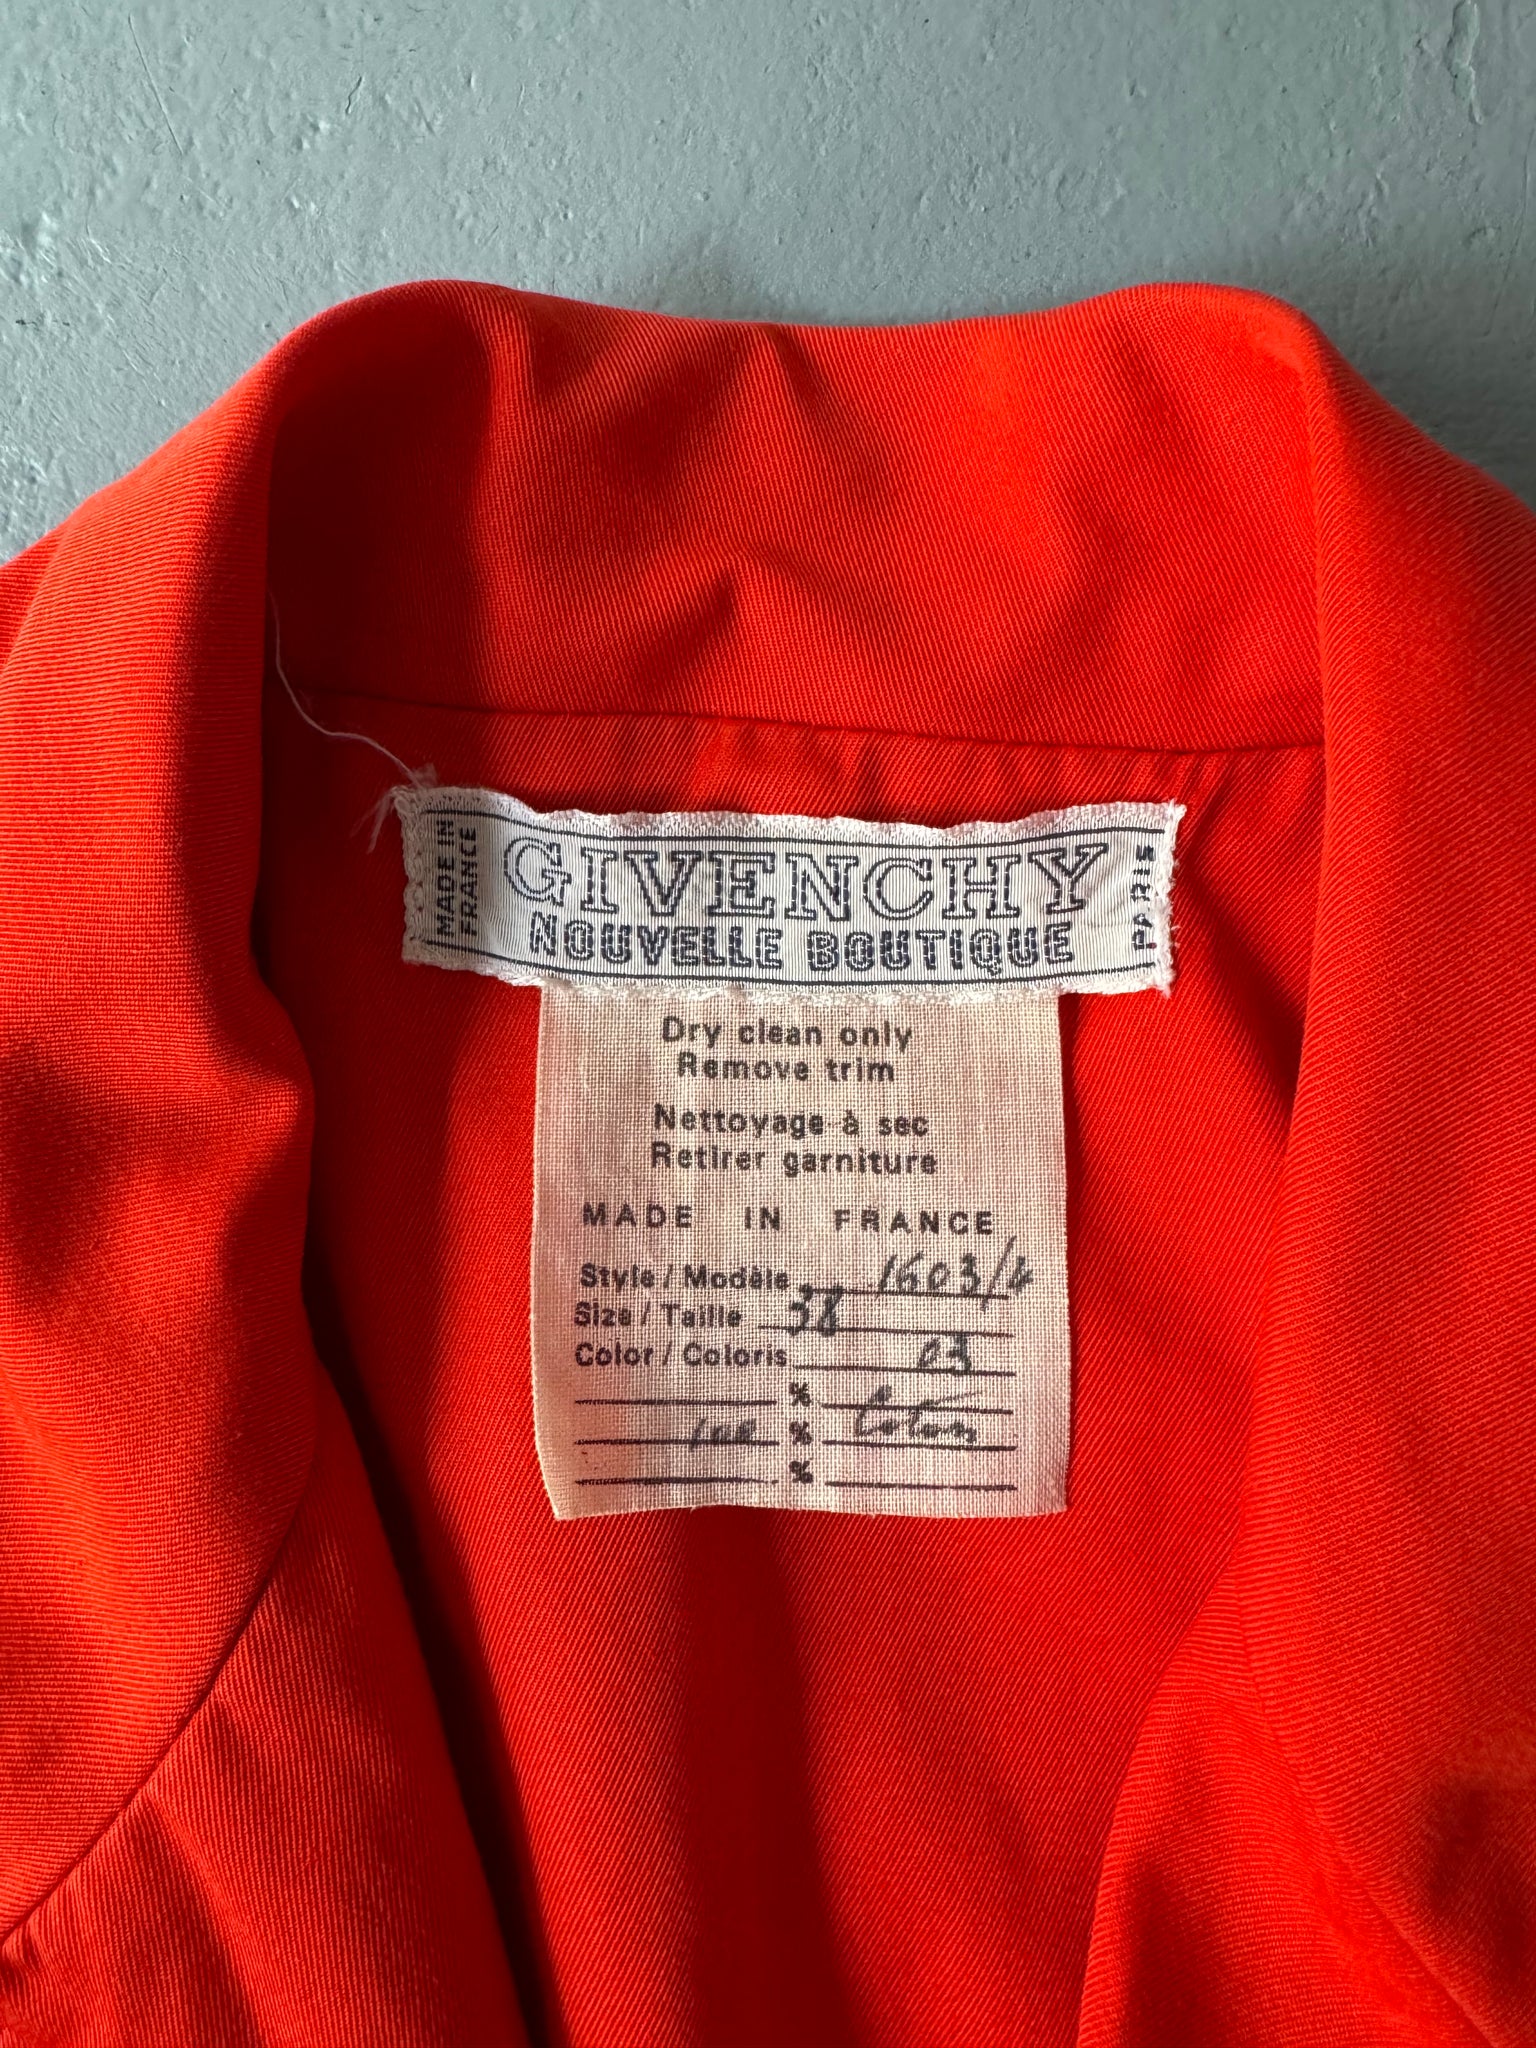 MADE IN
FRANCE
GIVENCHY
NOUVELLE BOUTIQUE
PARIS
Dry clean only
Remove trim
Nettoyage à sec
Retirer garniture
MADE IN FRANCE
Style / Modèle 1603/4
Size / Taille 38
Color / Coloris 03
%
100 % Coton
%